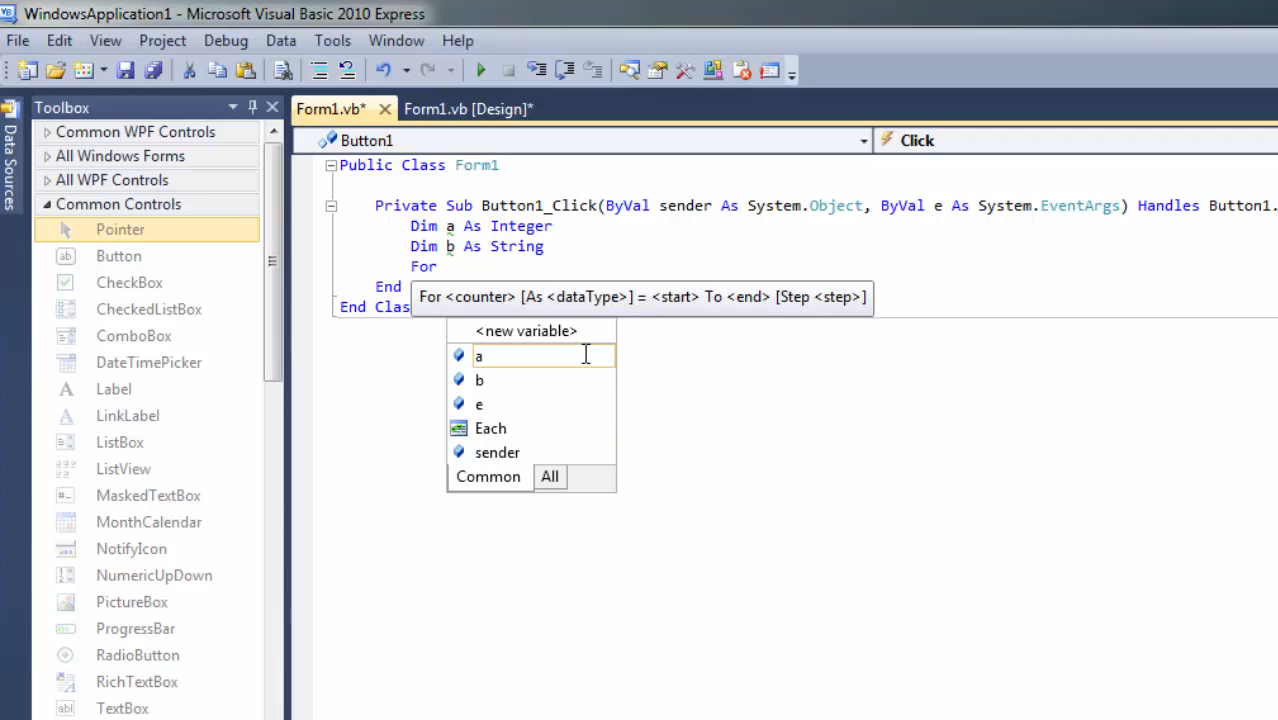 WindowsApplication1 - Microsoft Visual Basic 2010 Express
File Edit View Project Debug Data Tools Window Help
Data Sources
Toolbox
Common WPF Controls
All Windows Forms
All WPF Controls
Common Controls
Pointer
Button
CheckBox
CheckedListBox
ComboBox
DateTimePicker
Label
LinkLabel
ListBox
ListView
MaskedTextBox
MonthCalendar
NotifyIcon
NumericUpDown
PictureBox
ProgressBar
RadioButton
RichTextBox
TextBox
Form1.vb* Form1.vb [Design]*
Button1 Click
Public Class Form1
Private Sub Button1_Click(ByVal sender As System.Object, ByVal e As System.EventArgs) Handles Button1.
Dim a As Integer
Dim b As String
For
End
End Clas
For <counter> [As <dataType>] = <start> To <end> [Step <step>]
<new variable>
a
b
e
Each
sender
Common All